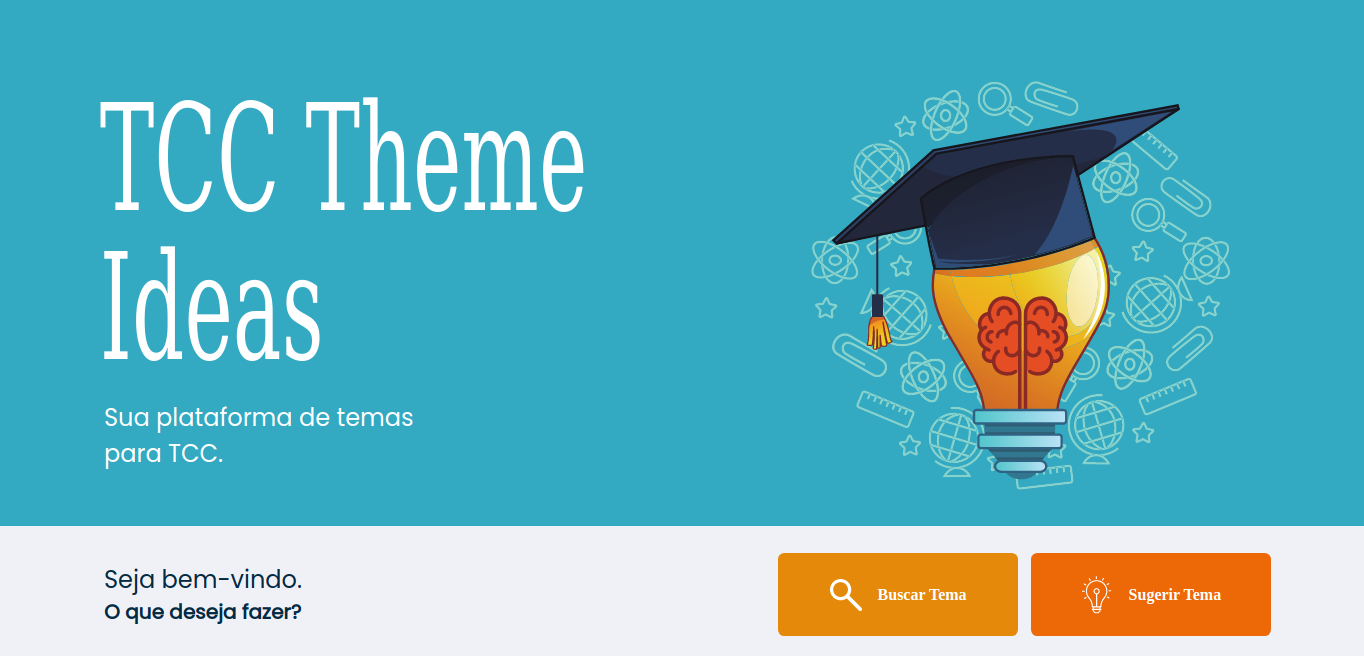 TCC Theme
Ideas
Sua plataforma de temas
para TCC.
Seja bem-vindo.
O que deseja fazer?
Buscar Tema
Sugerir Tema